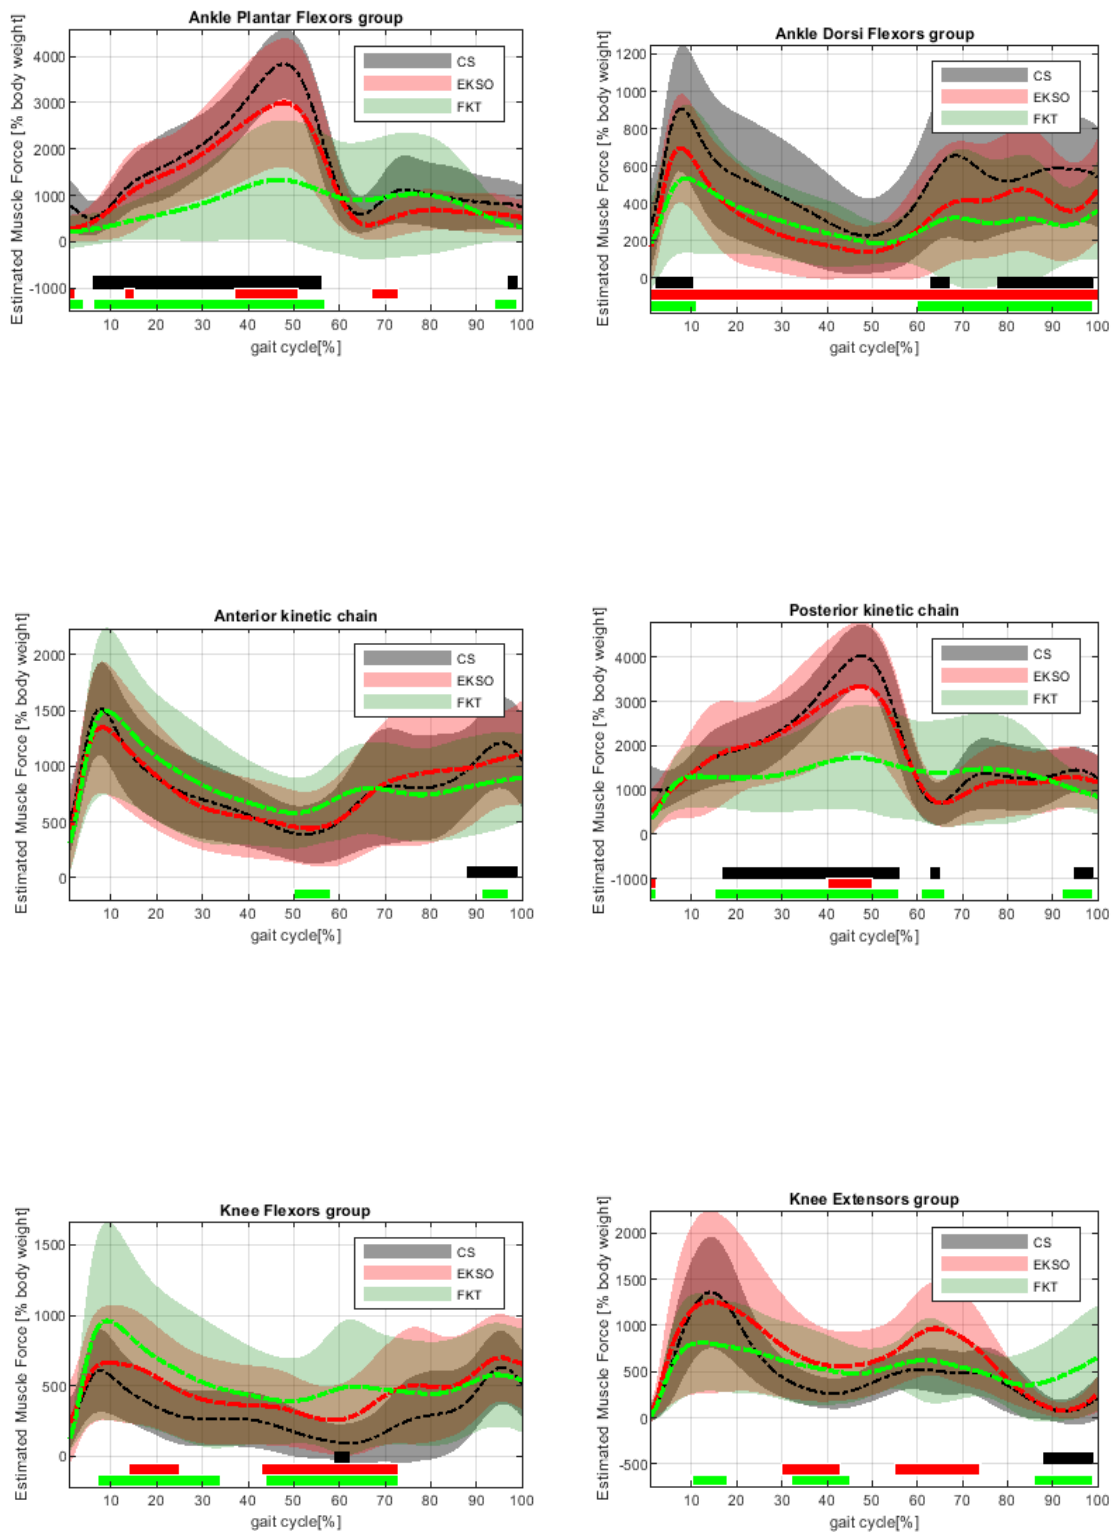 Ankle Plantar Flexors group
Estimated Muscle Force [% body weight]
4000
3000
2000
1000
0
-1000
CS
EKSO
FKT
10 20 30 40 50 60 70 80 90 100
gait cycle[%]
Ankle Dorsi Flexors group
Estimated Muscle Force [% body weight]
1200
1000
800
600
400
200
0
CS
EKSO
FKT
10 20 30 40 50 60 70 80 90 100
gait cycle[%]
Anterior kinetic chain
Estimated Muscle Force [% body weight]
2000
1500
1000
500
0
CS
EKSO
FKT
10 20 30 40 50 60 70 80 90 100
gait cycle[%]
Posterior kinetic chain
Estimated Muscle Force [% body weight]
4000
3000
2000
1000
0
-1000
CS
EKSO
FKT
10 20 30 40 50 60 70 80 90 100
gait cycle[%]
Knee Flexors group
Estimated Muscle Force [% body weight]
1500
1000
500
0
CS
EKSO
FKT
10 20 30 40 50 60 70 80 90 100
gait cycle[%]
Knee Extensors group
Estimated Muscle Force [% body weight]
2000
1500
1000
500
0
-500
CS
EKSO
FKT
10 20 30 40 50 60 70 80 90 100
gait cycle[%]